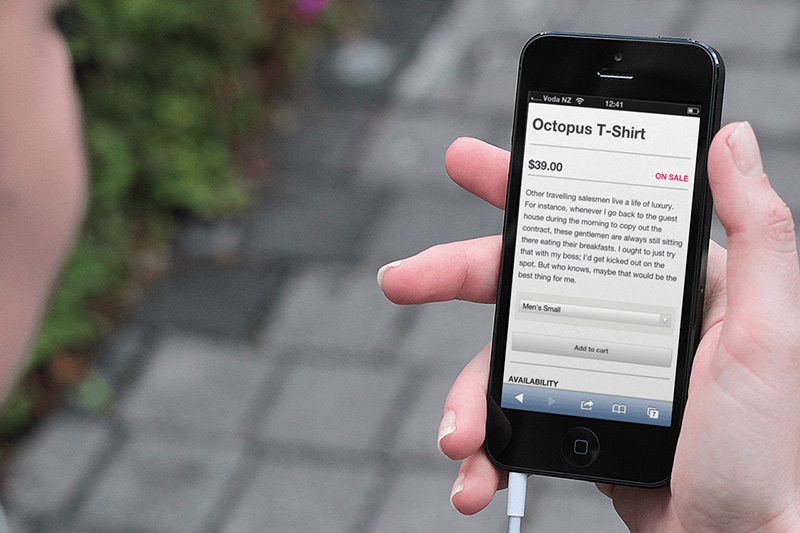 ... Voda NZ 12:41
Octopus T-Shirt
$39.00
ON SALE
Other travelling salesmen live a life of luxury.
For instance, whenever I go back to the guest
house during the morning to copy out the
contract, these gentlemen are always still sitting
there eating their breakfasts. I ought to just try
that with my boss; I'd get kicked out on the
spot. But who knows, maybe that would be the
best thing for me.
Men's Small
Add to cart
AVAILABILITY
7